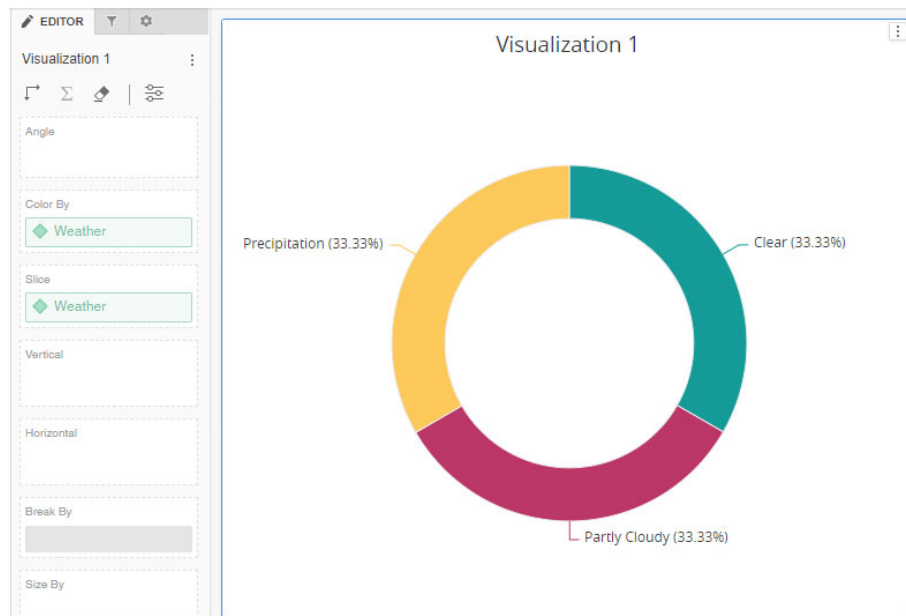 EDITOR
Visualization 1
Angle
Color By
Weather
Slice
Weather
Vertical
Horizontal
Break By
Size By
Visualization 1
Precipitation (33.33%)
Clear (33.33%)
Partly Cloudy (33.33%)